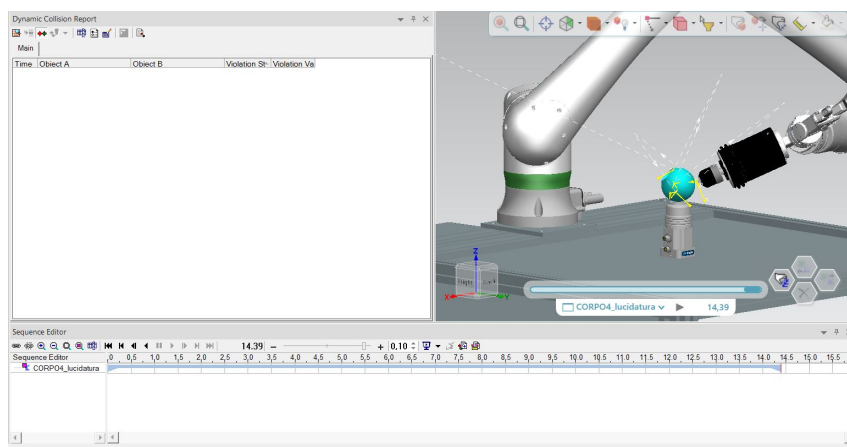 Dynamic Collision Report
Main
Time Object A Object B Violation St Violation Va
Z
Right
X
Y
CORPO4_lucidatura 14,39
Sequence Editor
14.39 0,10
Sequence Editor 0 0,5 1,0 1,5 2,0 2,5 3,0 3,5 4,0 4,5 5,0 5,5 6,0 6,5 7,0 7,5 8,0 8,5 9,0 9,5 10,0 10,5 11,0 11,5 12,0 12,5 13,0 13,5 14,0 14,5 15,0 15,5
CORPO4_lucidatura